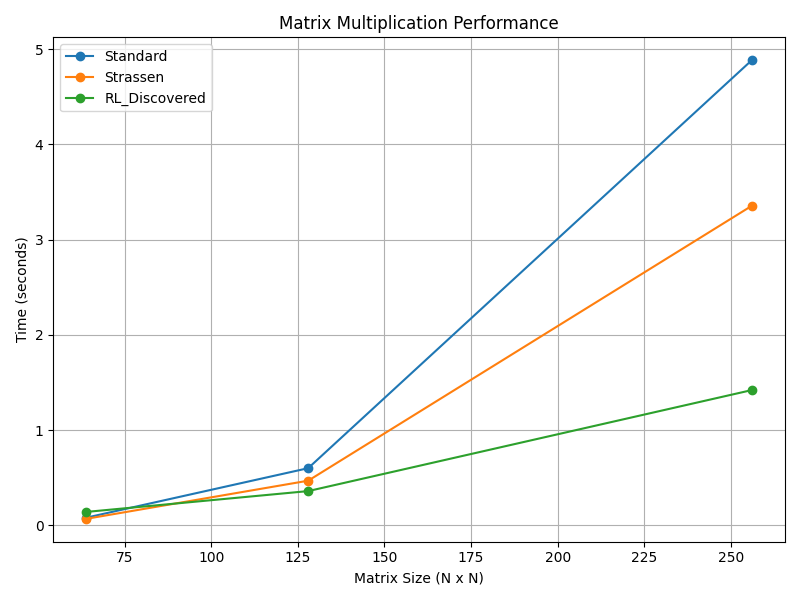 Matrix Multiplication Performance
Standard
Strassen
RL_Discovered
Time (seconds)
5
4
3
2
1
0
75 100 125 150 175 200 225 250
Matrix Size (N x N)